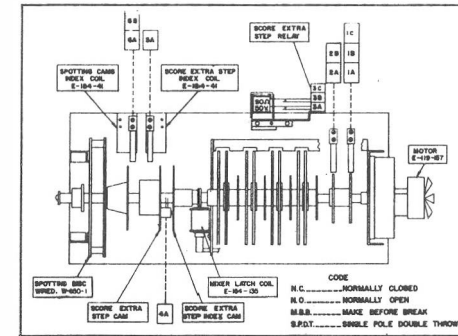 6B
6A
5A
SPOTTING CAMS
INDEX COIL
E-184-41
SCORE EXTRA STEP
INDEX COIL
E-184-41
SCORE EXTRA
STEP RELAY
3C
3B
3A
2B
2A
1C
1B
1A
MOTOR
E-119-157
SPOTTING DISC
WIRED.
SCORE EXTRA
STEP CAM
4A
SCORE EXTRA
STEP INDEX CAM
MIXER LATCH COIL
CODE
N.C. NORMALLY CLOSED
N.O. NORMALLY OPEN
M.B.B. MAKE BEFORE BREAK
S.P.D.T. SINGLE POLE DOUBLE THROW